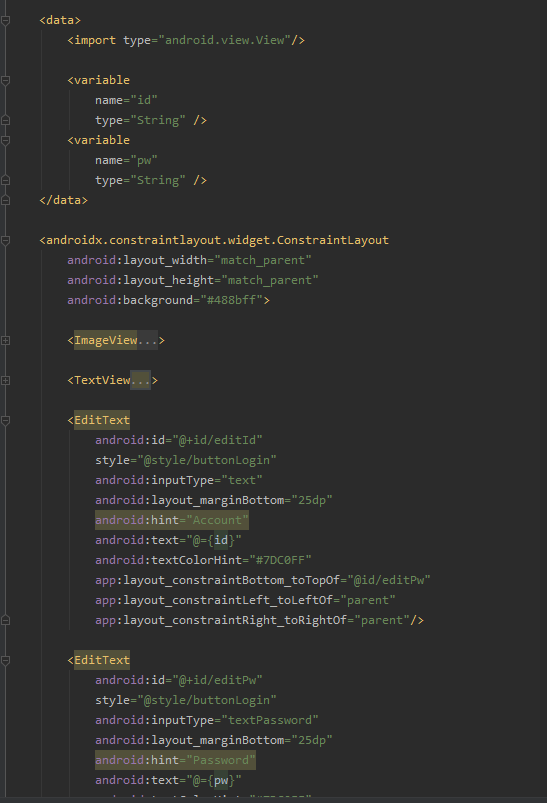 <data>
<import type="android.view.View"/>
<variable
name="id"
type="String" />
<variable
name="pw"
type="String" />
</data>
<androidx.constraintlayout.widget.ConstraintLayout
android:layout_width="match_parent"
android:layout_height="match_parent"
android:background="#488bff">
<ImageView...>
<TextView...>
<EditText
android:id="@+id/editId"
style="@style/buttonLogin"
android:inputType="text"
android:layout_marginBottom="25dp"
android:hint="Account"
android:text="@={id}"
android:textColorHint="#7DC0FF"
app:layout_constraintBottom_toTopOf="@id/editPw"
app:layout_constraintLeft_toLeftOf="parent"
app:layout_constraintRight_toRightOf="parent"/>
<EditText
android:id="@+id/editPw"
style="@style/buttonLogin"
android:inputType="textPassword"
android:layout_marginBottom="25dp"
android:hint="Password"
android:text="@={pw}"